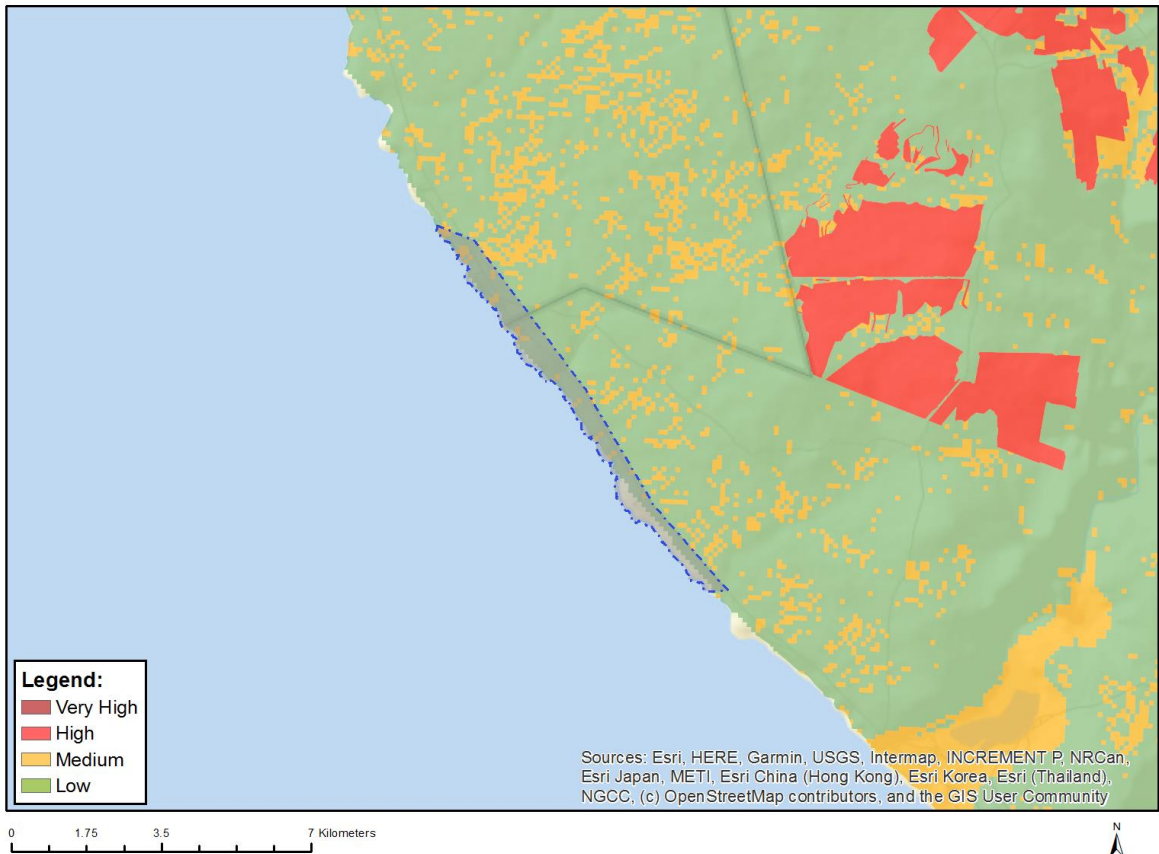 Legend:
Very High
High
Medium
Low
Sources: Esri, HERE, Garmin, USGS, Intermap, INCREMENT P, NRCan,
Esri Japan, METI, Esri China (Hong Kong), Esri Korea, Esri (Thailand),
NGCC, (c) OpenStreetMap contributors, and the GIS User Community
0 1.75 3.5 7 Kilometers
N